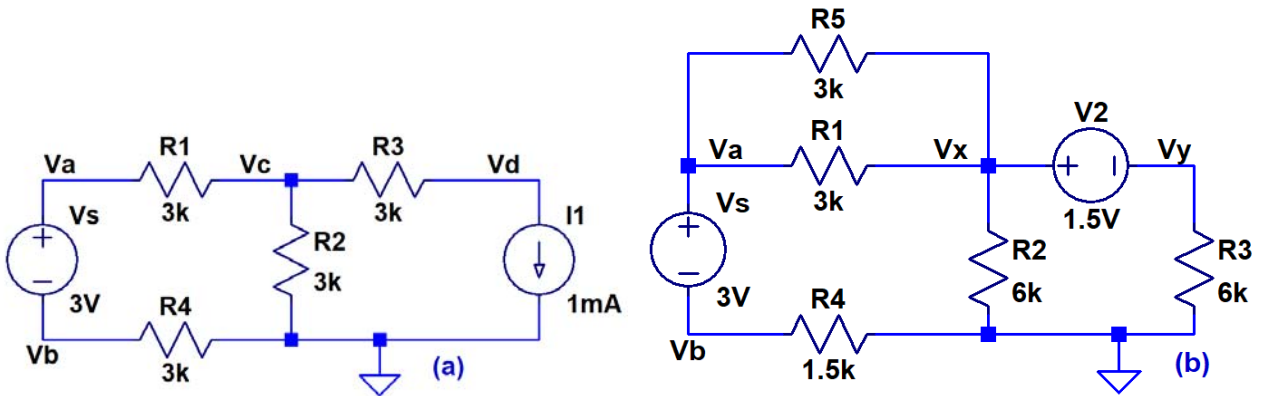 R1
3k
Va
Vc
R3
3k
Vd
Vs
+
−
3V
R2
3k
I1
1mA
Vb
R4
3k
(a)
R5
3k
Va
R1
3k
Vx
V2
+ −
1.5V
Vy
Vs
+
−
3V
R2
6k
R3
6k
Vb
R4
1.5k
(b)